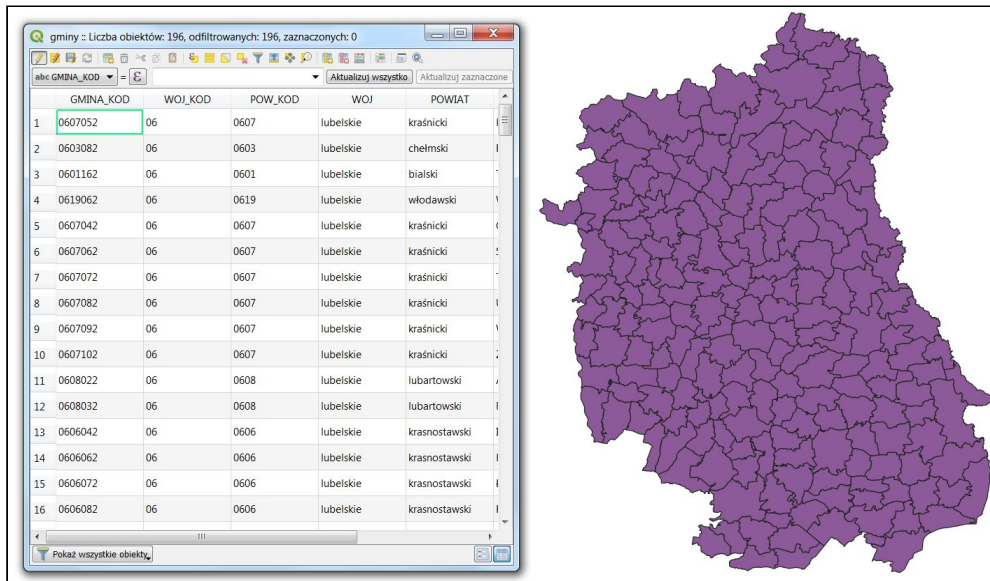 gminy :: Liczba obiektów: 196, odfiltrowanych: 196, zaznaczonych: 0
abc GMINA_KOD = ε Aktualizuj wszystko Aktualizuj zaznaczone
GMINA_KOD WOJ_KOD POW_KOD WOJ POWIAT
1 0607052 06 0607 lubelskie kraśnicki
2 0603082 06 0603 lubelskie chełmski
3 0601162 06 0601 lubelskie bialski
4 0619062 06 0619 lubelskie włodawski
5 0607042 06 0607 lubelskie kraśnicki
6 0607062 06 0607 lubelskie kraśnicki
7 0607072 06 0607 lubelskie kraśnicki
8 0607082 06 0607 lubelskie kraśnicki
9 0607092 06 0607 lubelskie kraśnicki
10 0607102 06 0607 lubelskie kraśnicki
11 0608022 06 0608 lubelskie lubartowski
12 0608032 06 0608 lubelskie lubartowski
13 0606042 06 0606 lubelskie krasnostawski
14 0606062 06 0606 lubelskie krasnostawski
15 0606072 06 0606 lubelskie krasnostawski
16 0606082 06 0606 lubelskie krasnostawski
Pokaż wszystkie obiekty